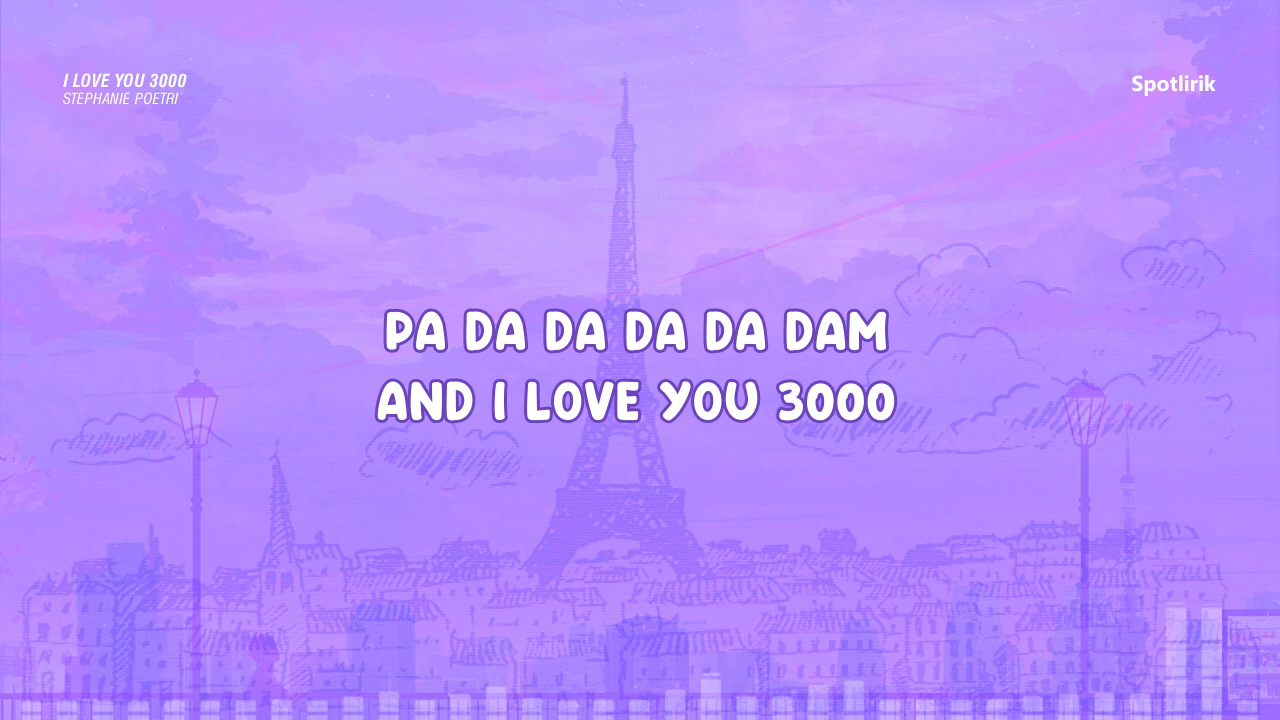 I LOVE YOU 3000
STEPHANIE POETRI
Spotlirik
PA DA DA DA DA DAM
AND I LOVE YOU 3000